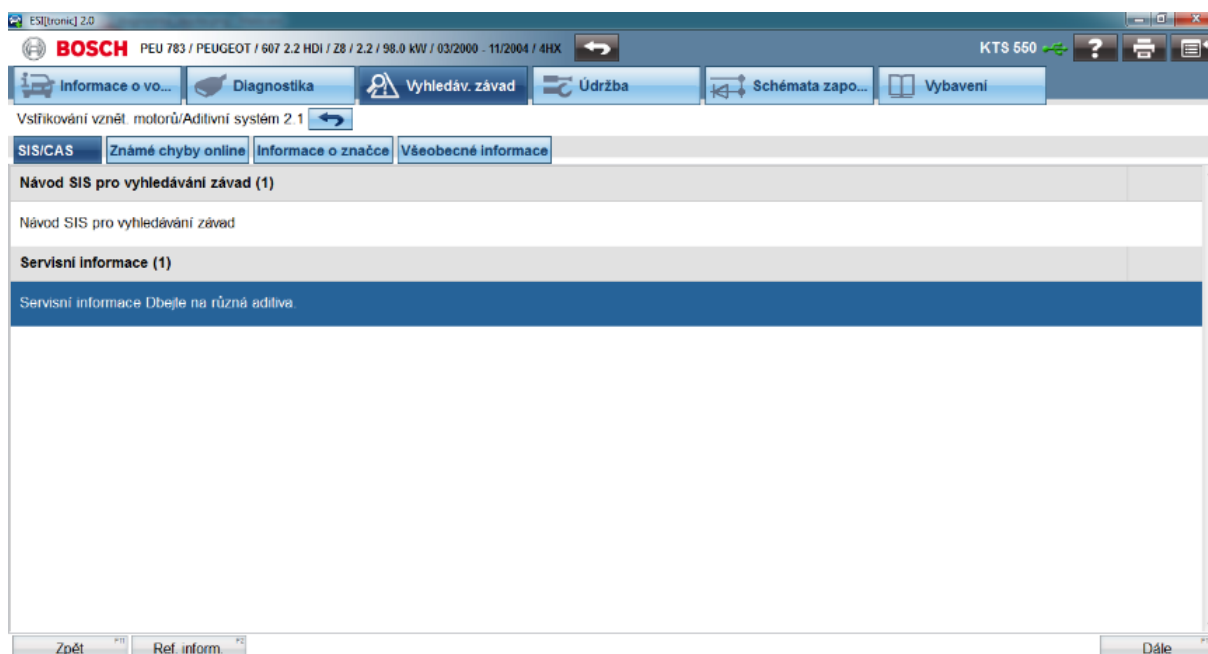 ESI[tronic] 2.0
BOSCH PEU 783 / PEUGEOT / 607 2.2 HDI / Z8 / 2.2 / 98.0 kW / 03/2000 - 11/2004 / 4HX KTS 550 ?
Informace o vo... Diagnostika Vyhledáv. závad Údržba Schémata zapo... Vybavení
Vstřikování vznět. motorů/Aditivní systém 2.1
SIS/CAS Známé chyby online Informace o značce Všeobecné informace
Návod SIS pro vyhledávání závad (1)
Návod SIS pro vyhledávání závad
Servisní informace (1)
Servisní informace Dbejte na různá aditiva.
Zpět F11 Ref. inform. F2 Dále